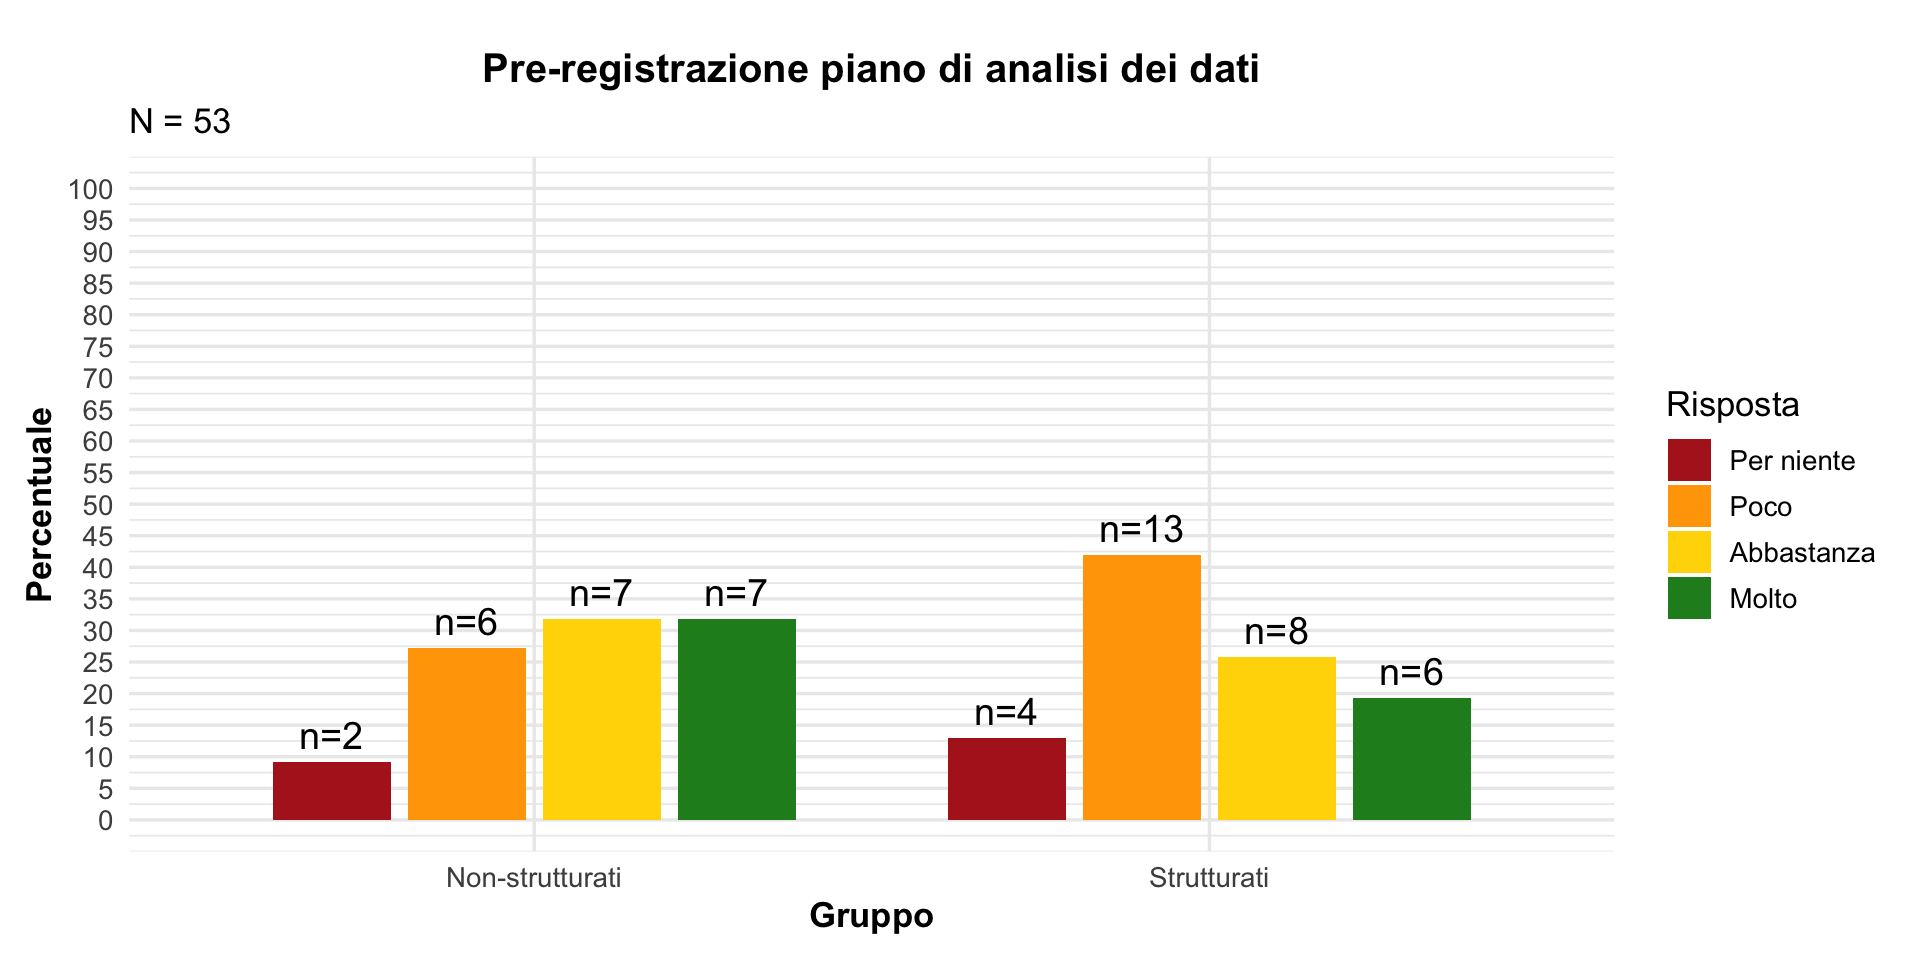 Pre-registrazione piano di analisi dei dati
N = 53
Percentuale
100
95
90
85
80
75
70
65
60
55
50
45
40
35
30
25
20
15
10
5
0
n=2
n=6
n=7
n=7
n=4
n=13
n=8
n=6
Non-strutturati
Strutturati
Gruppo
Risposta
Per niente
Poco
Abbastanza
Molto